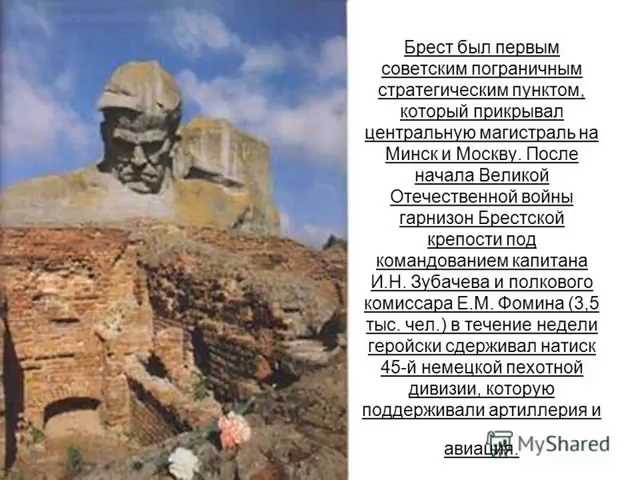 Брест был первым
советским пограничным
стратегическим пунктом,
который прикрывал
центральную магистраль на
Минск и Москву. После
начала Великой
Отечественной войны
гарнизон Брестской
крепости под
командованием капитана
И.Н. Зубачева и полкового
комиссара Е.М. Фомина (3,5
тыс. чел.) в течение недели
геройски сдерживал натиск
45-й немецкой пехотной
дивизии, которую
поддерживали артиллерия и
авиация.
MyShared